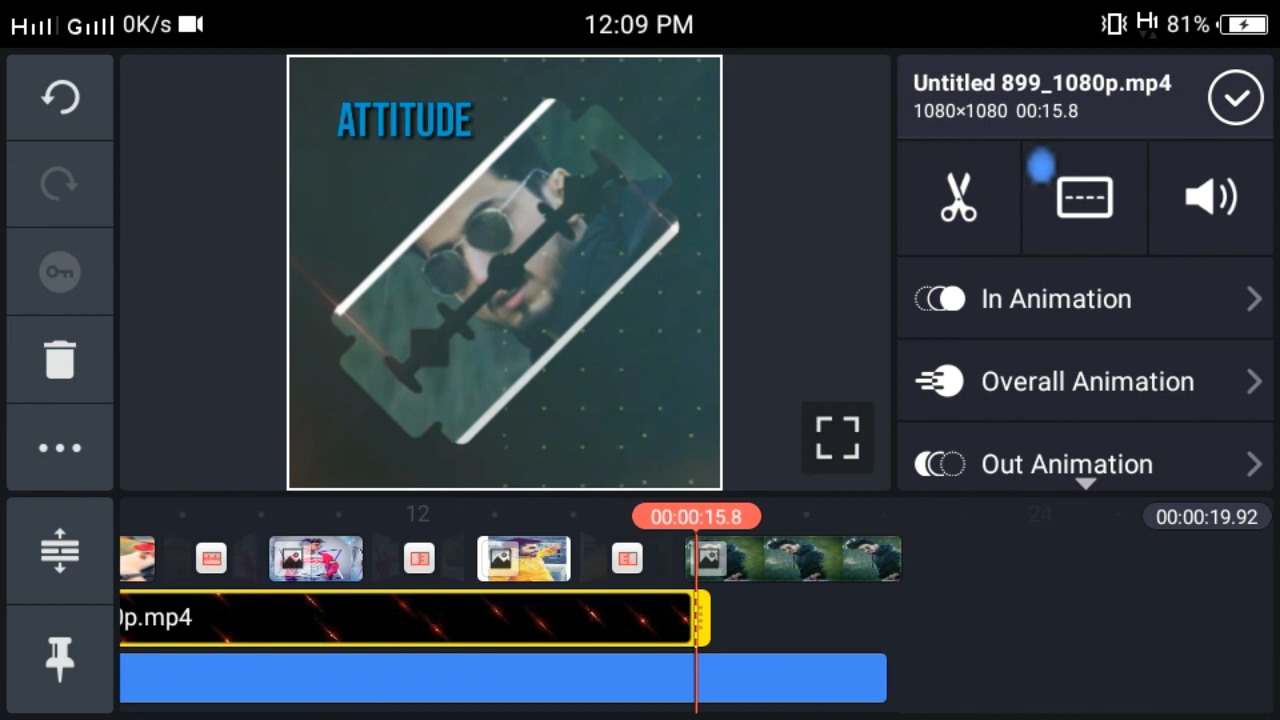 0K/s
12:09 PM
81%
ATTITUDE
Untitled 899_1080p.mp4
1080×1080 00:15.8
In Animation
Overall Animation
Out Animation
12
00:00:15.8
24
00:00:19.92
p.mp4